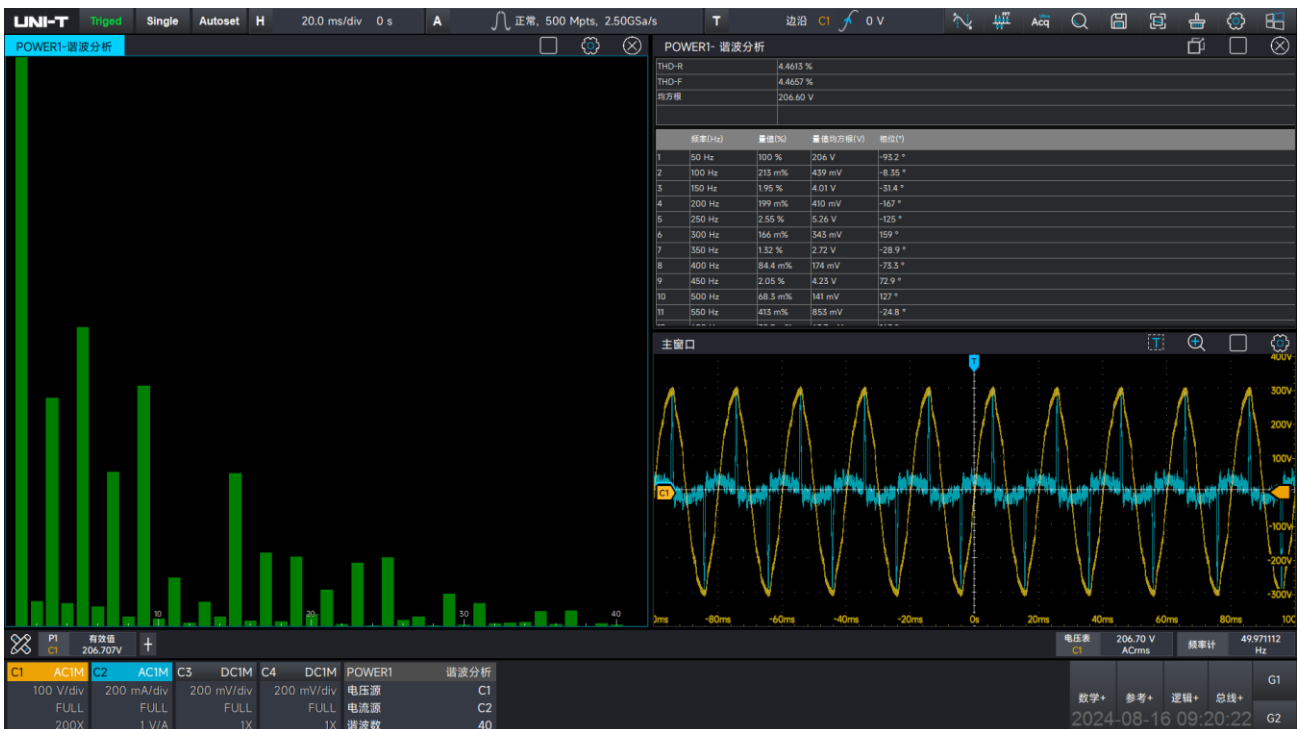 UNI-T Triged Single Autoset H 20.0 ms/div 0 s A 正常, 500 Mpts, 2.50GSa/s T 边沿 C1 0 V Acq
POWER1-谐波分析
10 20 30 40
POWER1- 谐波分析
THD-R 4.4613 %
THD-F 4.4657 %
均方根 206.60 V
频率(Hz) 量值(%) 量值均方根(V) 相位(°)
1 50 Hz 100 % 206 V -93.2 °
2 100 Hz 213 m% 439 mV -8.35 °
3 150 Hz 1.95 % 4.01 V -31.4 °
4 200 Hz 199 m% 410 mV -167 °
5 250 Hz 2.55 % 5.26 V -125 °
6 300 Hz 166 m% 343 mV 159 °
7 350 Hz 1.32 % 2.72 V -28.9 °
8 400 Hz 84.4 m% 174 mV -73.3 °
9 450 Hz 2.05 % 4.23 V 72.9 °
10 500 Hz 68.3 m% 141 mV 127 °
11 550 Hz 413 m% 853 mV -24.8 °
主窗口
T
T
400V
300V
200V
100V
C1
-100V
-200V
-300V
0ms -80ms -60ms -40ms -20ms 0s 20ms 40ms 60ms 80ms 100
P1 C1 有效值 206.707V +
电压表 C1 206.70 V ACrms 频率计 49.971112 Hz
C1 AC1M C2 AC1M C3 DC1M C4 DC1M POWER1 谐波分析
100 V/div 200 mA/div 200 mV/div 200 mV/div 电压源 C1
FULL FULL FULL FULL 电流源 C2
200X 1 V/A 1X 1X 谐波数 40
数学+ 参考+ 逻辑+ 总线+ G1
2024-08-16 09:20:22 G2